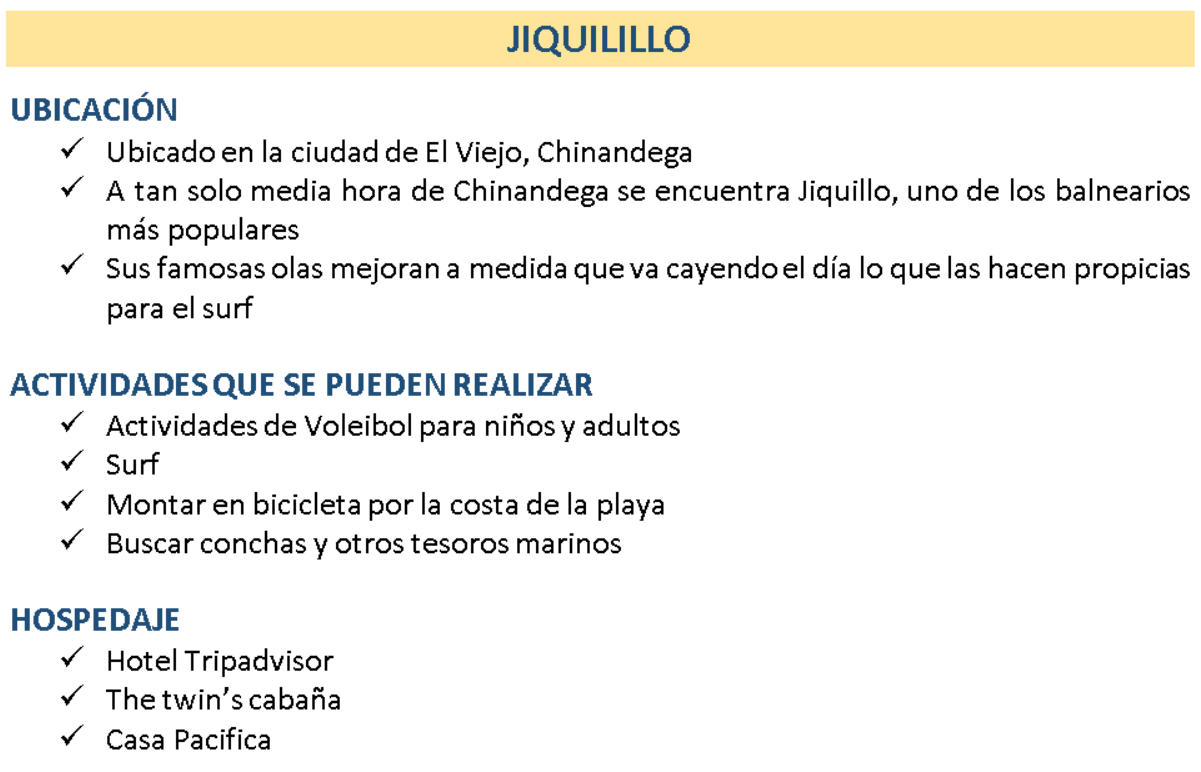 JIQUILILLO
UBICACIÓN
✓ Ubicado en la ciudad de El Viejo, Chinandega
✓ A tan solo media hora de Chinandega se encuentra Jiquillo, uno de los balnearios
más populares
✓ Sus famosas olas mejoran a medida que va cayendo el día lo que las hacen propicias
para el surf
ACTIVIDADES QUE SE PUEDEN REALIZAR
✓ Actividades de Voleibol para niños y adultos
✓ Surf
✓ Montar en bicicleta por la costa de la playa
✓ Buscar conchas y otros tesoros marinos
HOSPEDAJE
✓ Hotel Tripadvisor
✓ The twin’s cabaña
✓ Casa Pacifica